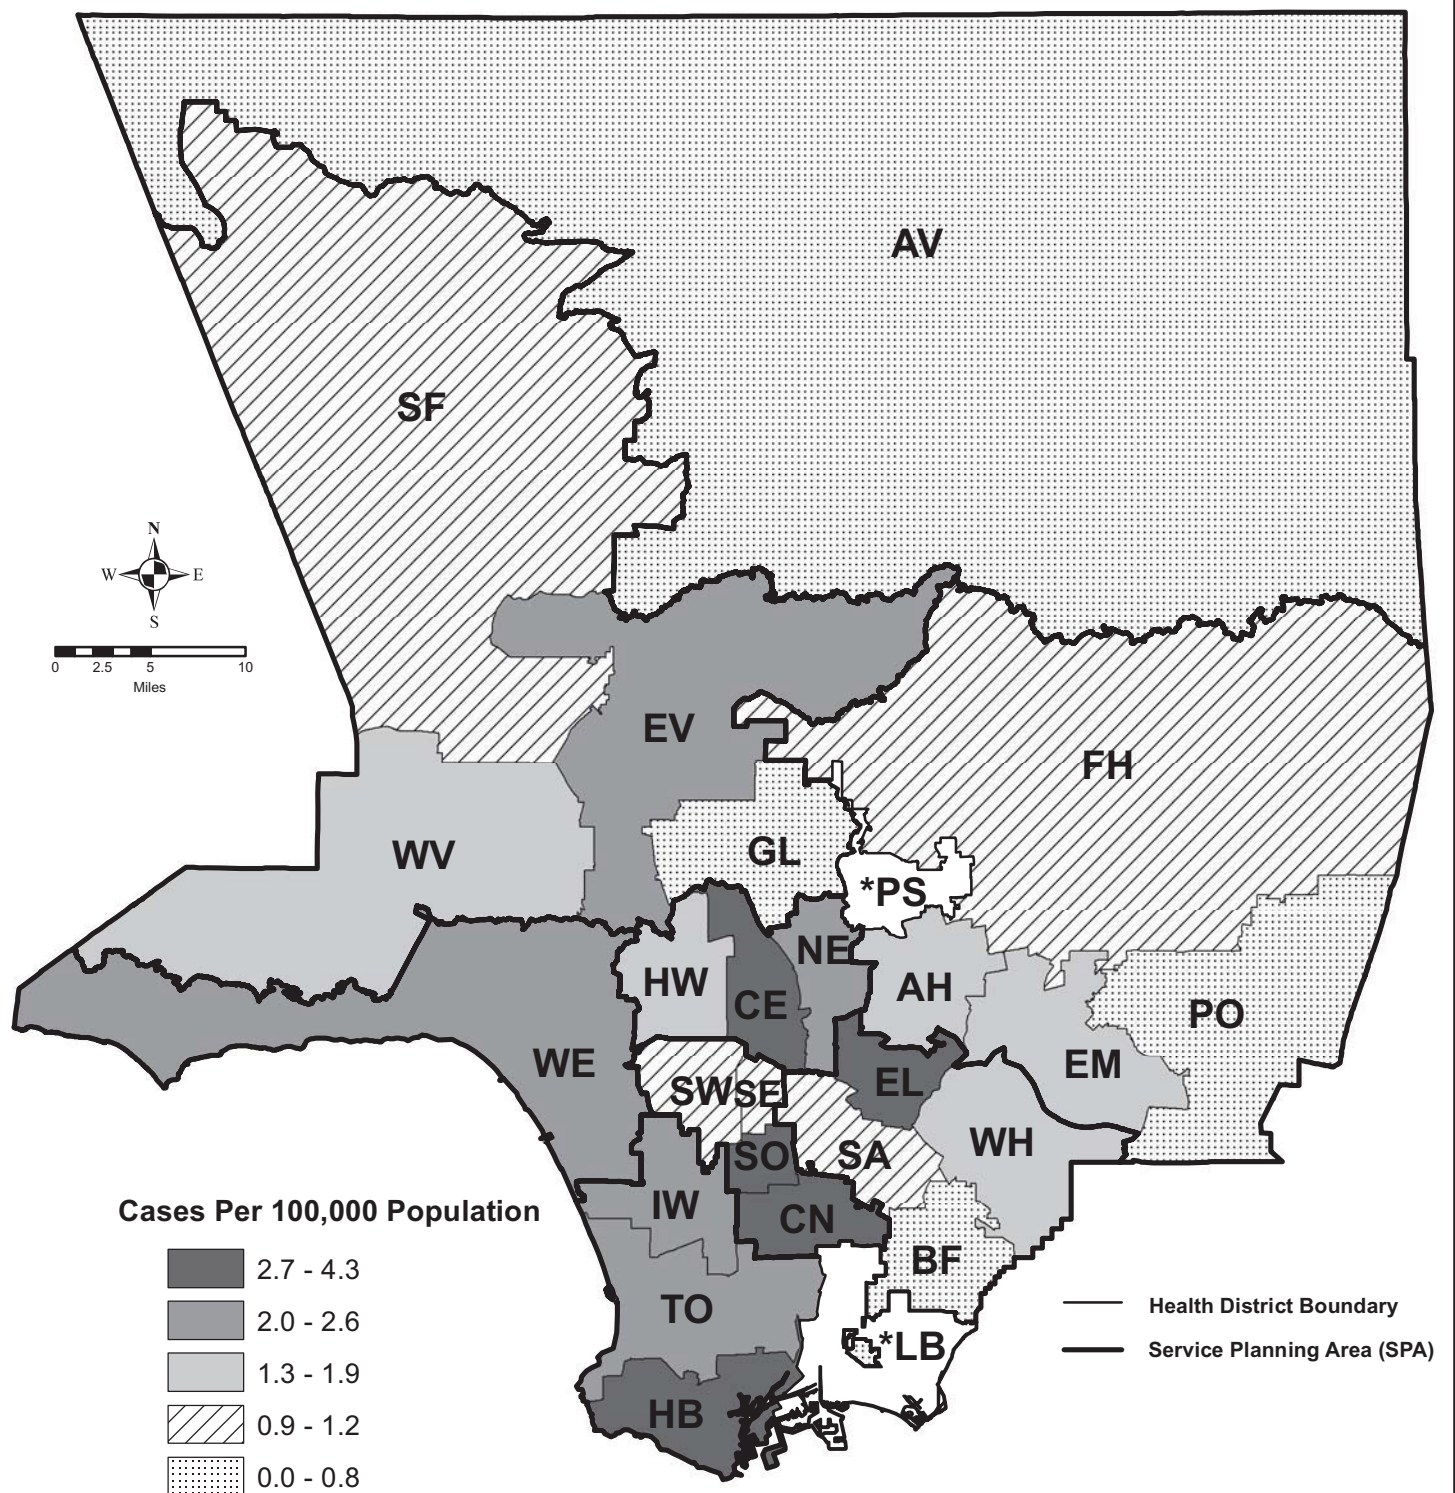 AV
SF
N
W E
S
0 2.5 5 10
Miles
EV
FH
WV
GL
*PS
NE
HW
AH
CE
PO
WE
EM
EL
SW
SE
WH
SO
SA
IW
CN
BF
TO
*LB
HB
Cases Per 100,000 Population
2.7 - 4.3
2.0 - 2.6
1.3 - 1.9
0.9 - 1.2
0.0 - 0.8
Health District Boundary
Service Planning Area (SPA)